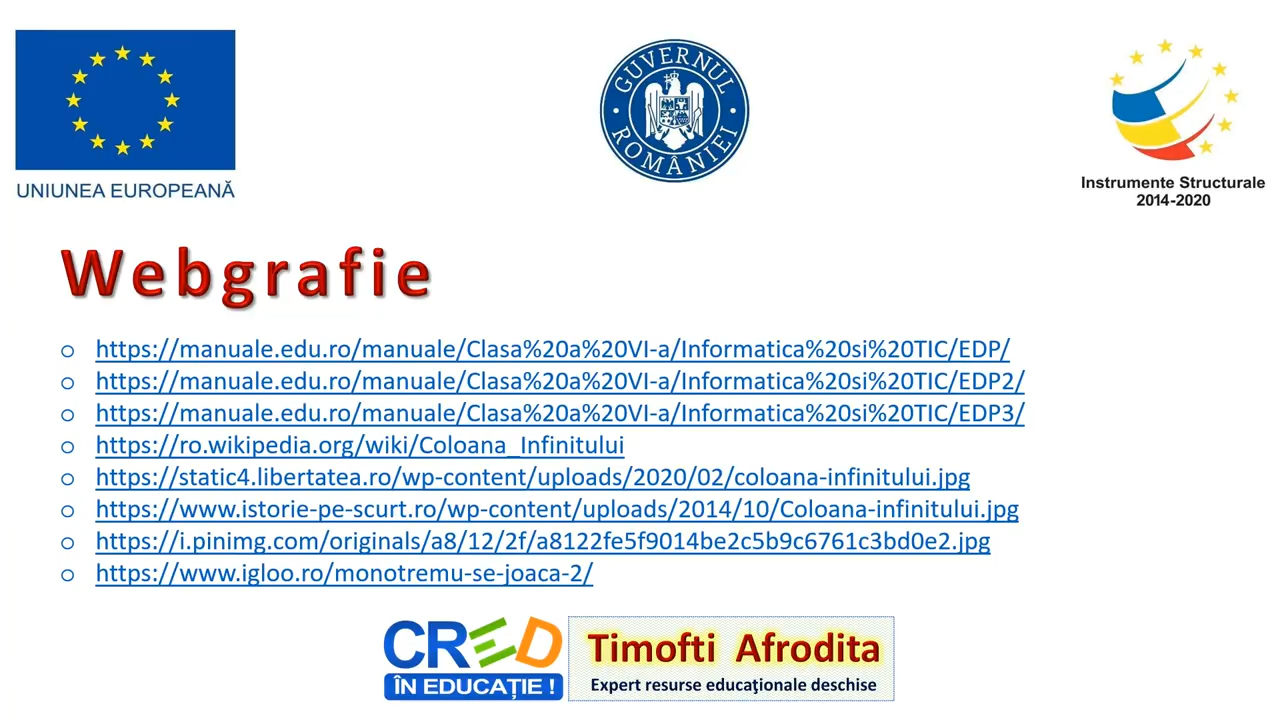 GUVERNUL ROMÂNIEI
UNIUNEA EUROPEANĂ
Instrumente Structurale
2014-2020
Webgrafie
o https://manuale.edu.ro/manuale/Clasa%20a%20VI-a/Informatica%20si%20TIC/EDP/
o https://manuale.edu.ro/manuale/Clasa%20a%20VI-a/Informatica%20si%20TIC/EDP2/
o https://manuale.edu.ro/manuale/Clasa%20a%20VI-a/Informatica%20si%20TIC/EDP3/
o https://ro.wikipedia.org/wiki/Coloana_Infinitului
o https://static4.libertatea.ro/wp-content/uploads/2020/02/coloana-infinitului.jpg
o https://www.istorie-pe-scurt.ro/wp-content/uploads/2014/10/Coloana-infinitului.jpg
o https://i.pinimg.com/originals/a8/12/2f/a8122fe5f9014be2c5b9c6761c3bd0e2.jpg
o https://www.igloo.ro/monotremu-se-joaca-2/
CRED
ÎN EDUCAȚIE !
Timofti Afrodita
Expert resurse educaţionale deschise